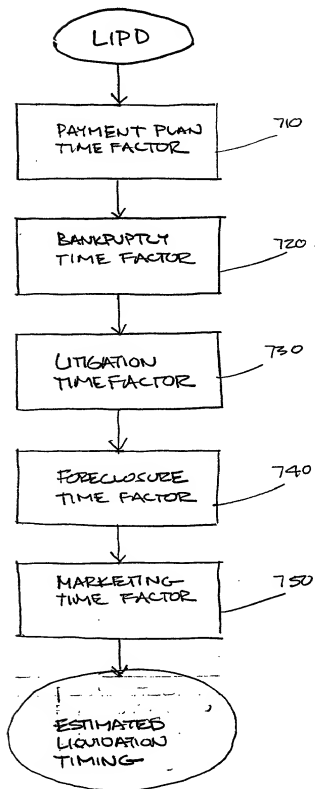 LIPD
PAYMENT PLAN
TIME FACTOR
710
BANKPUPTLY
TIME FACTOR
720
LITIGATION
TIME FACTOR
730
FORECLOSURE
TIME FACTOR
740
MARKETING
TIME FACTOR
750
ESTIMATED
LIQUIDATION
TIMING